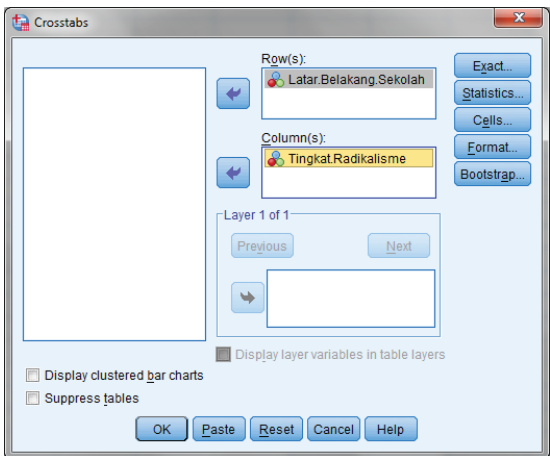 Crosstabs
Row(s):
Latar.Belakang.Sekolah
Column(s):
Tingkat.Radikalisme
Exact...
Statistics...
Cells...
Format...
Bootstrap...
Layer 1 of 1
Previous
Next
Display layer variables in table layers
Display clustered bar charts
Suppress tables
OK Paste Reset Cancel Help